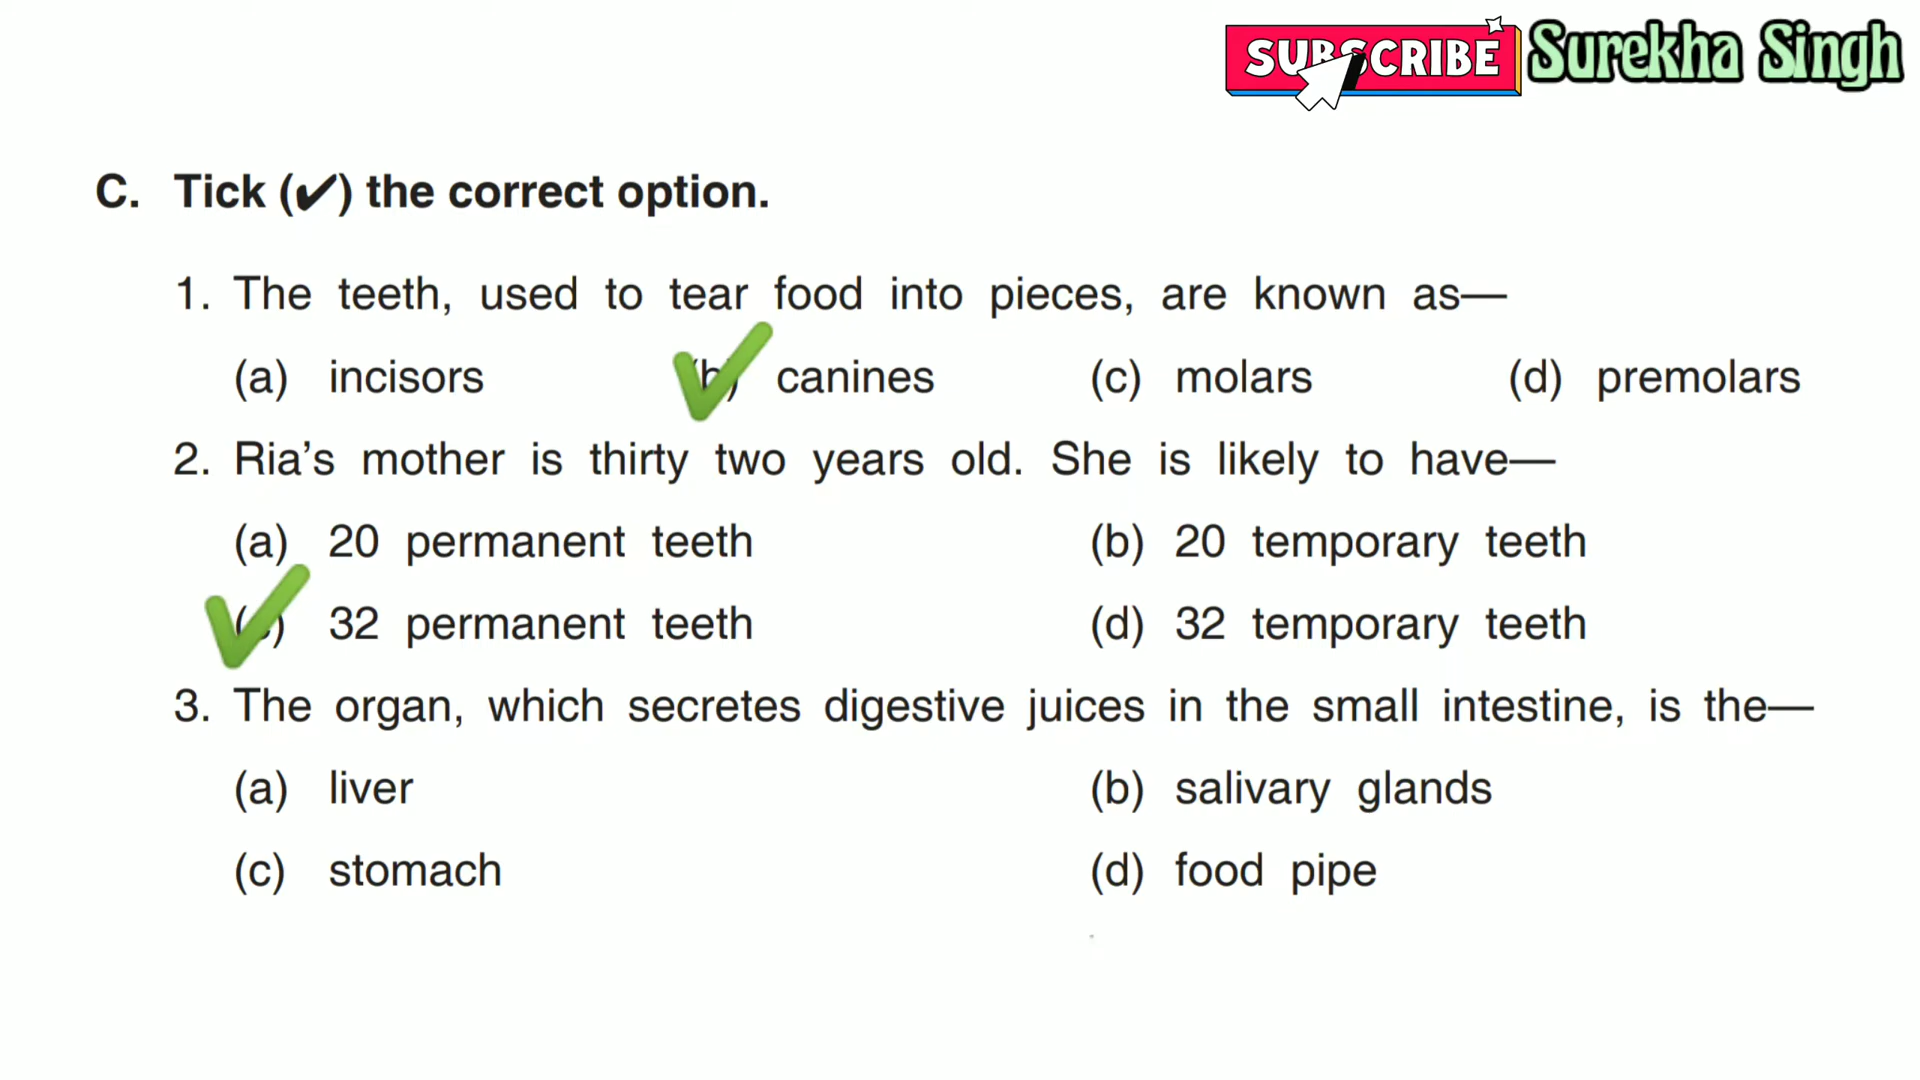 SUBSCRIBE Surekha Singh
C. Tick (✔) the correct option.
1. The teeth, used to tear food into pieces, are known as—
(a) incisors (b) canines (c) molars (d) premolars
2. Ria’s mother is thirty two years old. She is likely to have—
(a) 20 permanent teeth (b) 20 temporary teeth
(c) 32 permanent teeth (d) 32 temporary teeth
3. The organ, which secretes digestive juices in the small intestine, is the—
(a) liver (b) salivary glands
(c) stomach (d) food pipe